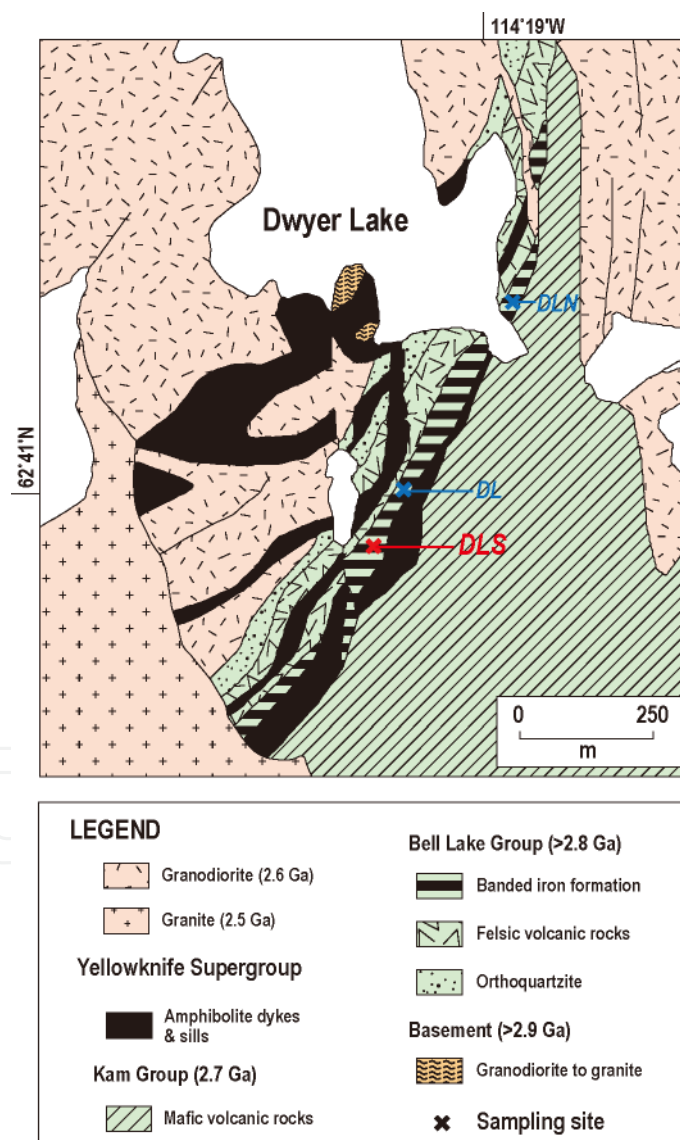 114°19'W
Dwyer Lake
DLN
62°41'N
DL
DLS
0 250
m
LEGEND
Granodiorite (2.6 Ga)
Granite (2.5 Ga)
Yellowknife Supergroup
Amphibolite dykes
& sills
Kam Group (2.7 Ga)
Mafic volcanic rocks
Bell Lake Group (>2.8 Ga)
Banded iron formation
Felsic volcanic rocks
Orthoquartzite
Basement (>2.9 Ga)
Granodiorite to granite
Sampling site